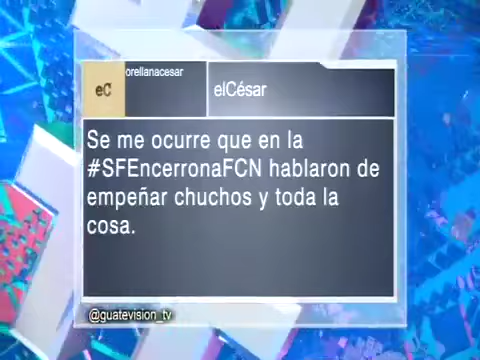 orellanacesar
eC
elCésar
Se me ocurre que en la
#SFEncerronaFCN hablaron de
empeñar chuchos y toda la
cosa.
@guatevision_tv